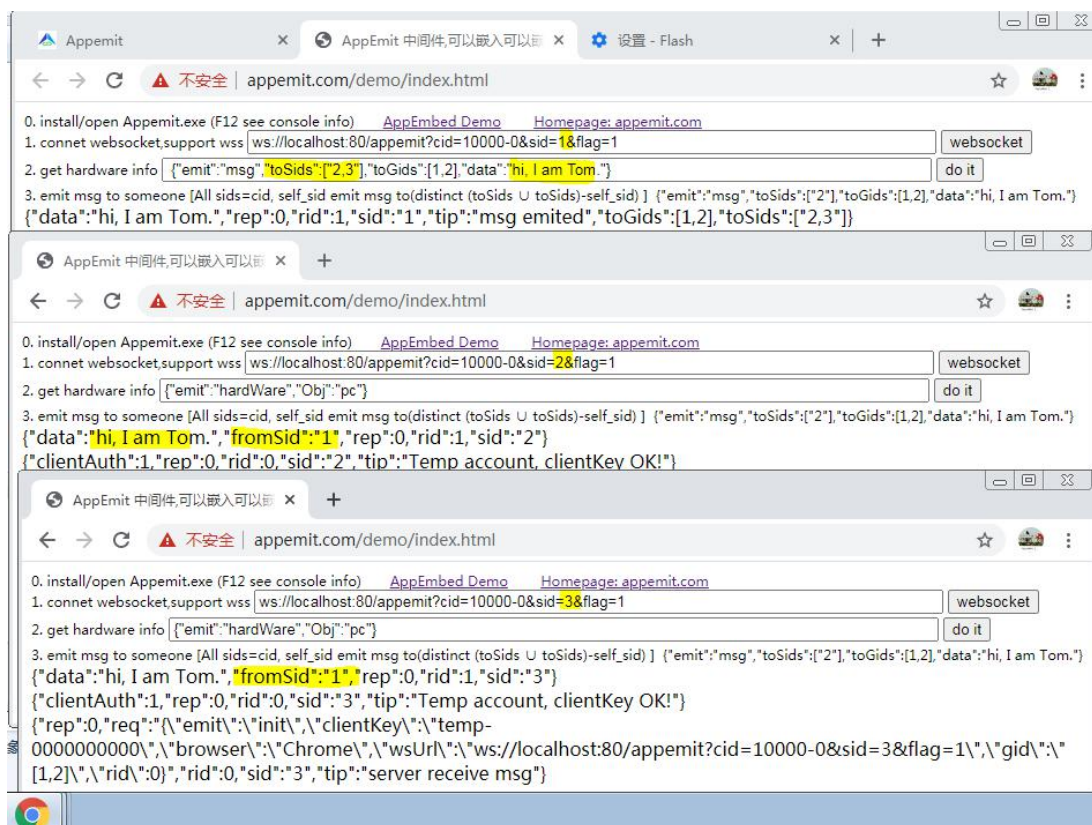 Appemit
AppEmit 中间件,可以嵌入可以
设置 - Flash
不安全 | appemit.com/demo/index.html
0. install/open Appemit.exe (F12 see console info) AppEmbed Demo Homepage: appemit.com
1. connet websocket,support wss ws://localhost:80/appemit?cid=10000-0&sid=1&flag=1 websocket
2. get hardware info {"emit":"msg","toSids":["2,3"],"toGids":[1,2],"data":"hi, I am Tom."} do it
3. emit msg to someone [All sids=cid, self_sid emit msg to(distinct (toSids ∪ toSids)-self_sid) ] {"emit":"msg","toSids":["2"],"toGids":[1,2],"data":"hi, I am Tom."}
{"data":"hi, I am Tom.","rep":0,"rid":1,"sid":"1","tip":"msg emited","toGids":[1,2],"toSids":["2,3"]}
AppEmit 中间件,可以嵌入可以
不安全 | appemit.com/demo/index.html
0. install/open Appemit.exe (F12 see console info) AppEmbed Demo Homepage: appemit.com
1. connet websocket,support wss ws://localhost:80/appemit?cid=10000-0&sid=2&flag=1 websocket
2. get hardware info {"emit":"hardWare","Obj":"pc"} do it
3. emit msg to someone [All sids=cid, self_sid emit msg to(distinct (toSids ∪ toSids)-self_sid) ] {"emit":"msg","toSids":["2"],"toGids":[1,2],"data":"hi, I am Tom."}
{"data":"hi, I am Tom.","fromSid":"1","rep":0,"rid":1,"sid":"2"}
{"clientAuth":1,"rep":0,"rid":0,"sid":"2","tip":"Temp account, clientKey OK!"}
AppEmit 中间件,可以嵌入可以
不安全 | appemit.com/demo/index.html
0. install/open Appemit.exe (F12 see console info) AppEmbed Demo Homepage: appemit.com
1. connet websocket,support wss ws://localhost:80/appemit?cid=10000-0&sid=3&flag=1 websocket
2. get hardware info {"emit":"hardWare","Obj":"pc"} do it
3. emit msg to someone [All sids=cid, self_sid emit msg to(distinct (toSids ∪ toSids)-self_sid) ] {"emit":"msg","toSids":["2"],"toGids":[1,2],"data":"hi, I am Tom."}
{"data":"hi, I am Tom.","fromSid":"1","rep":0,"rid":1,"sid":"3"}
{"clientAuth":1,"rep":0,"rid":0,"sid":"3","tip":"Temp account, clientKey OK!"}
{"rep":0,"req":"{\"emit\":\"init\",\"clientKey\":\"temp-
0000000000\",\"browser\":\"Chrome\",\"wsUrl\":\"ws://localhost:80/appemit?cid=10000-0&sid=3&flag=1\",\"gid\":\"
[1,2]\",\"rid\":0}","rid":0,"sid":"3","tip":"server receive msg"}